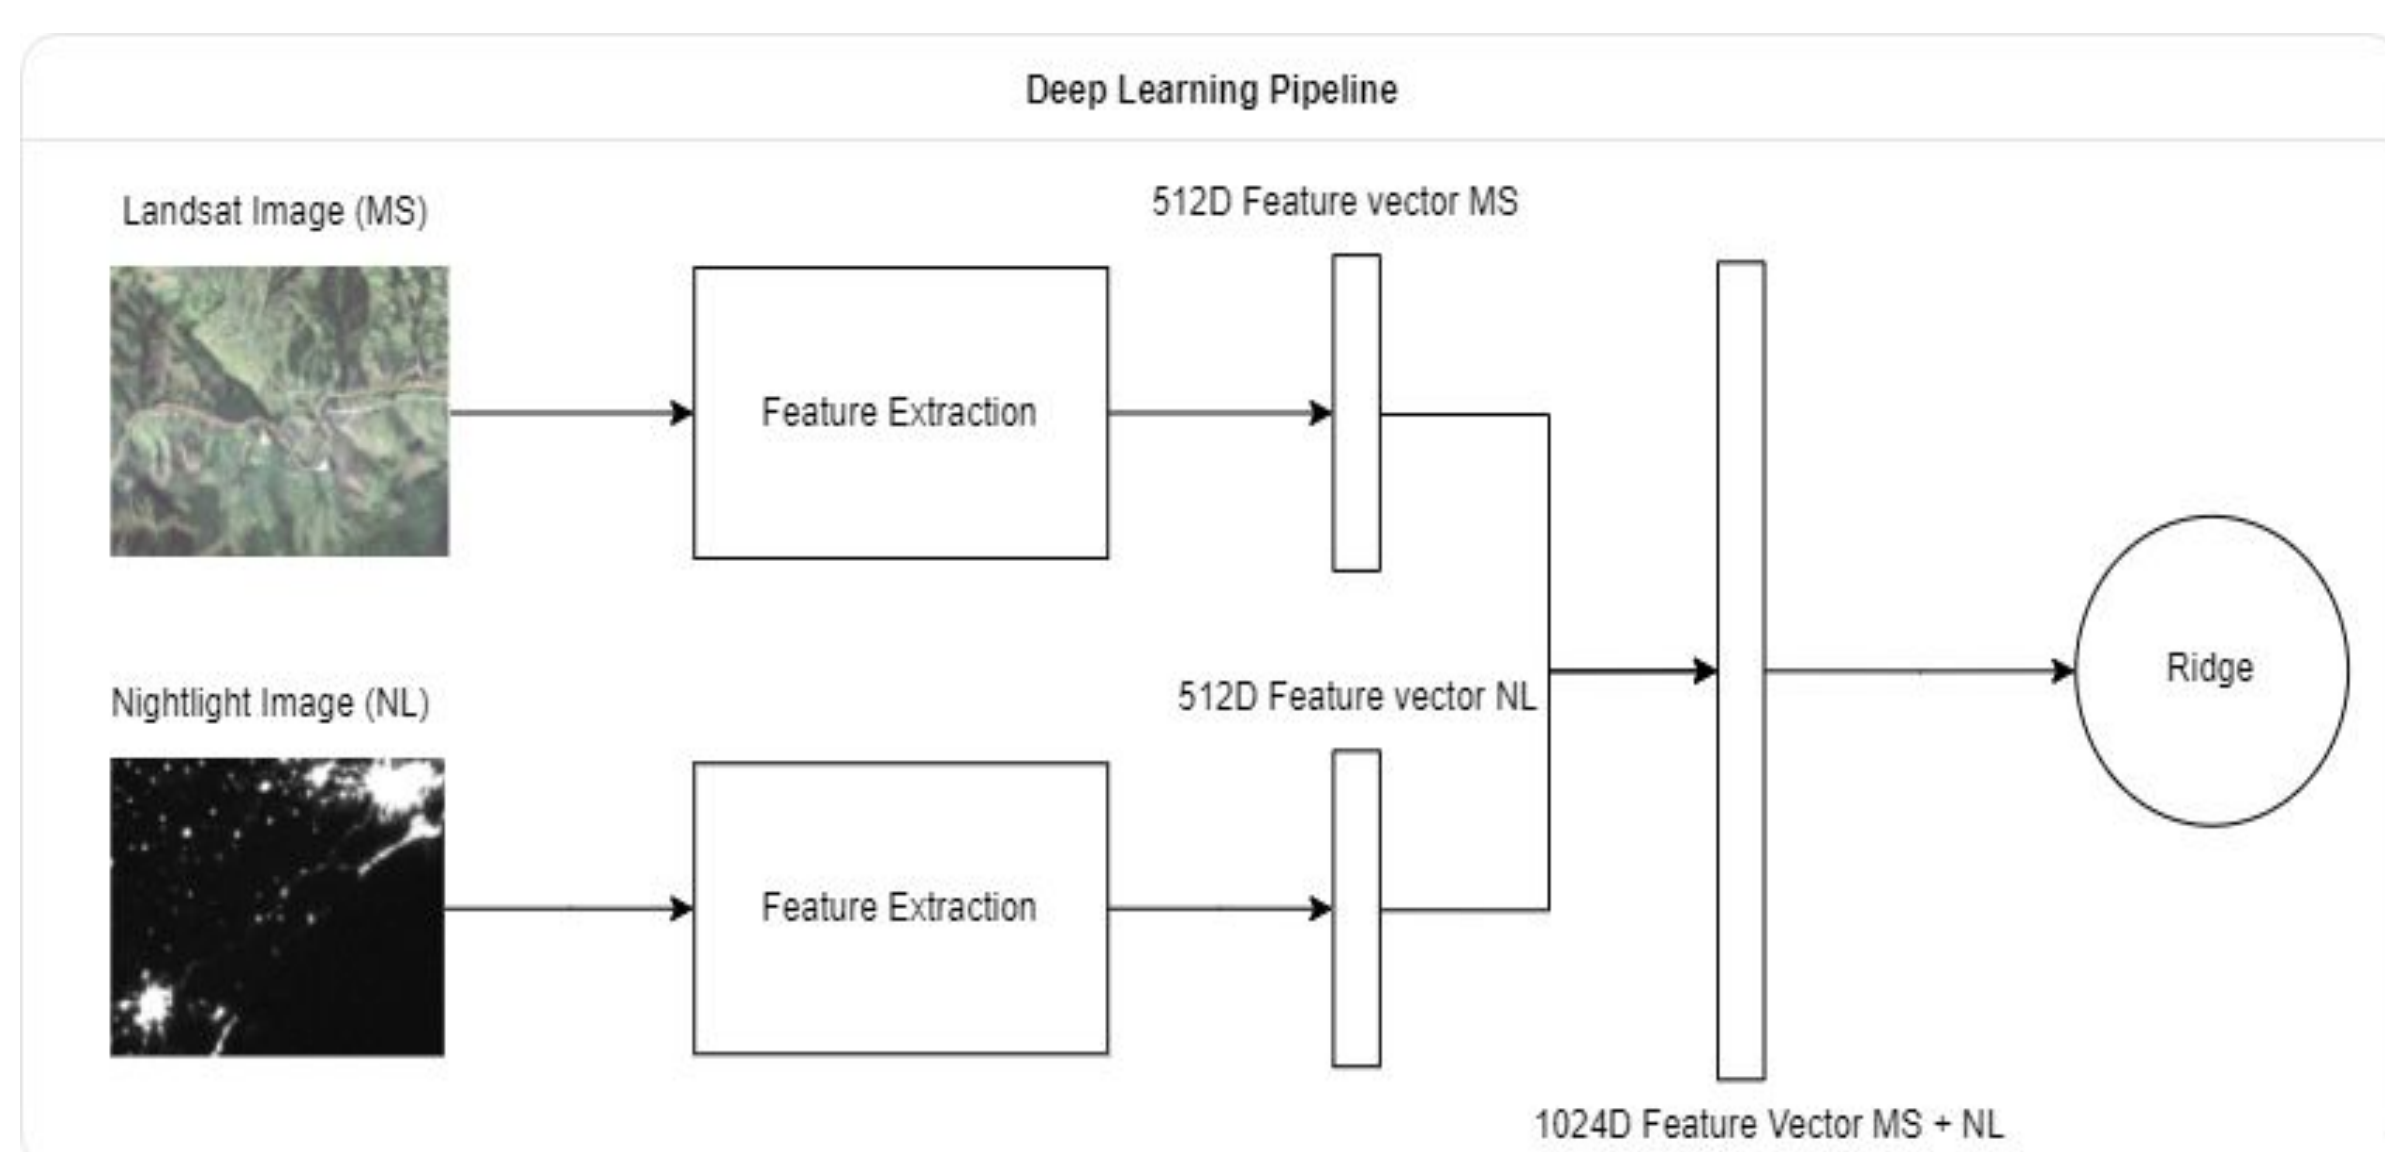 Deep Learning Pipeline
Landsat Image (MS)
512D Feature vector MS
Feature Extraction
Nightlight Image (NL)
512D Feature vector NL
Feature Extraction
Ridge
1024D Feature Vector MS + NL